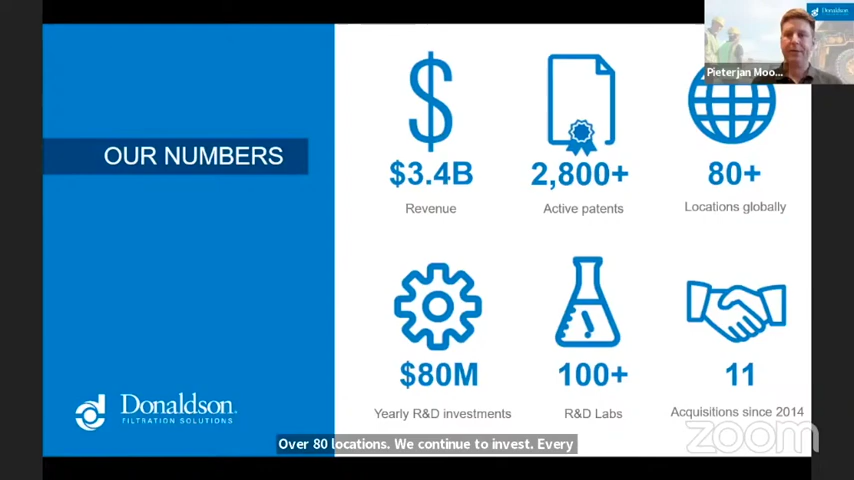 Donaldson
Pieterjan Moo...
OUR NUMBERS
$3.4B
Revenue
2,800+
Active patents
80+
Locations globally
$80M
Yearly R&D investments
100+
R&D Labs
11
Acquisitions since 2014
Donaldson.
FILTRATION SOLUTIONS
Over 80 locations. We continue to invest. Every
zoom